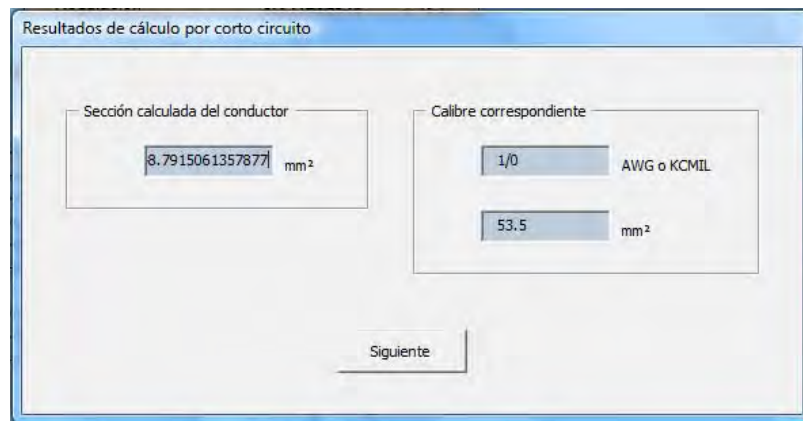 Resultados de cálculo por corto circuito
Sección calculada del conductor
8.7915061357877 mm²
Calibre correspondiente
1/0 AWG o KCMIL
53.5 mm²
Siguiente